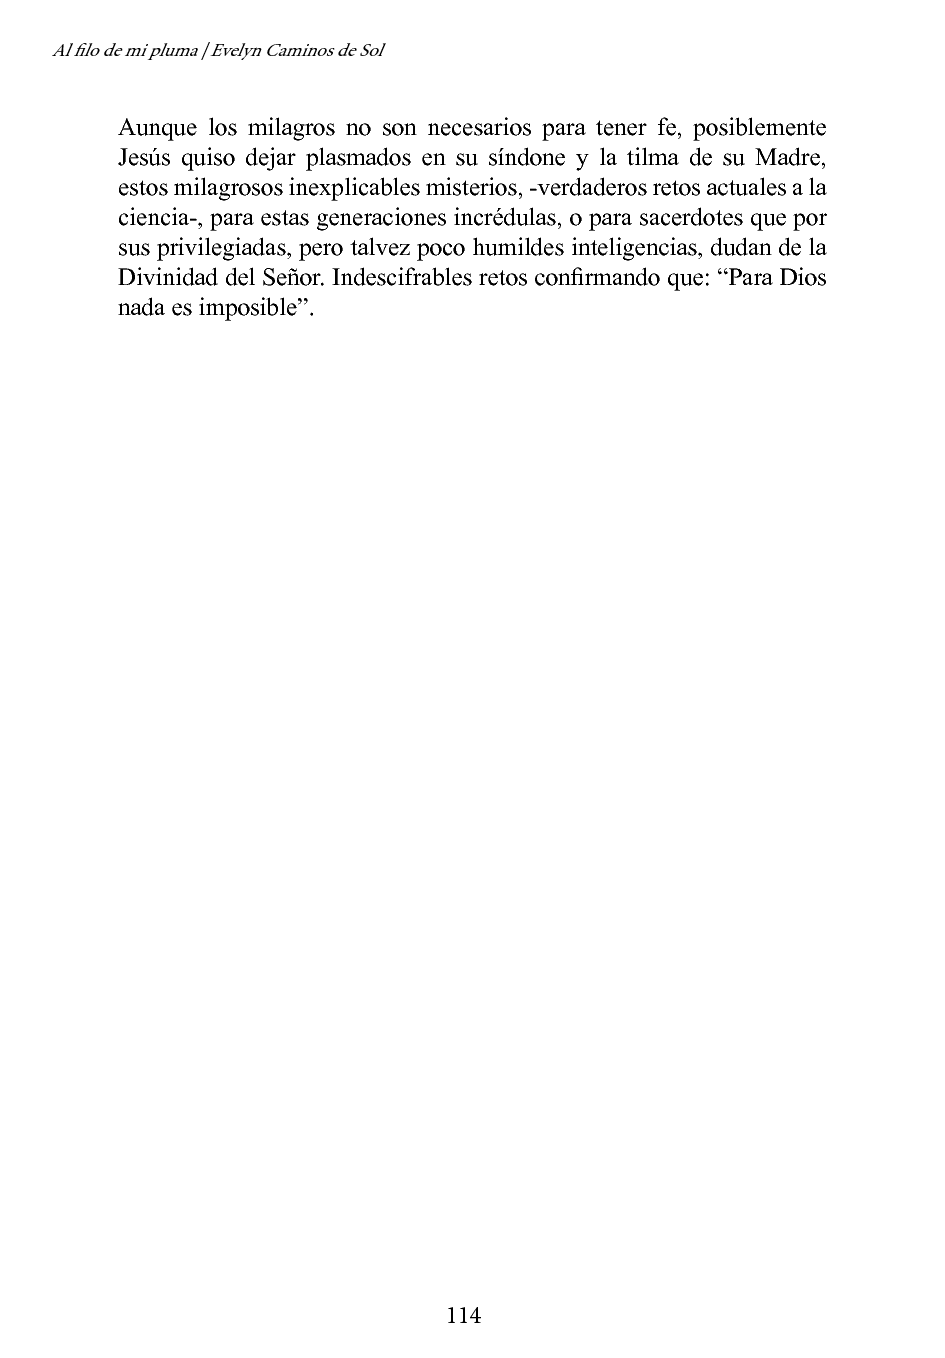 Al filo de mi pluma / Evelyn Caminos de Sol
Aunque los milagros no son necesarios para tener fe, posiblemente
Jesús quiso dejar plasmados en su síndone y la tilma de su Madre,
estos milagrosos inexplicables misterios, -verdaderos retos actuales a la
ciencia-, para estas generaciones incrédulas, o para sacerdotes que por
sus privilegiadas, pero talvez poco humildes inteligencias, dudan de la
Divinidad del Señor. Indescifrables retos confirmando que: “Para Dios
nada es imposible”.
114